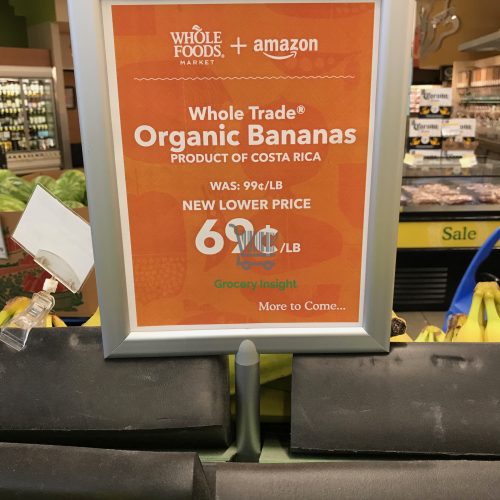 WHOLE
FOODS
MARKET
+ amazon
Whole Trade®
Organic Bananas
PRODUCT OF COSTA RICA
WAS: 99¢/LB
NEW LOWER PRICE
69¢/LB
Grocery Insight
More to Come...
Corona
Sale